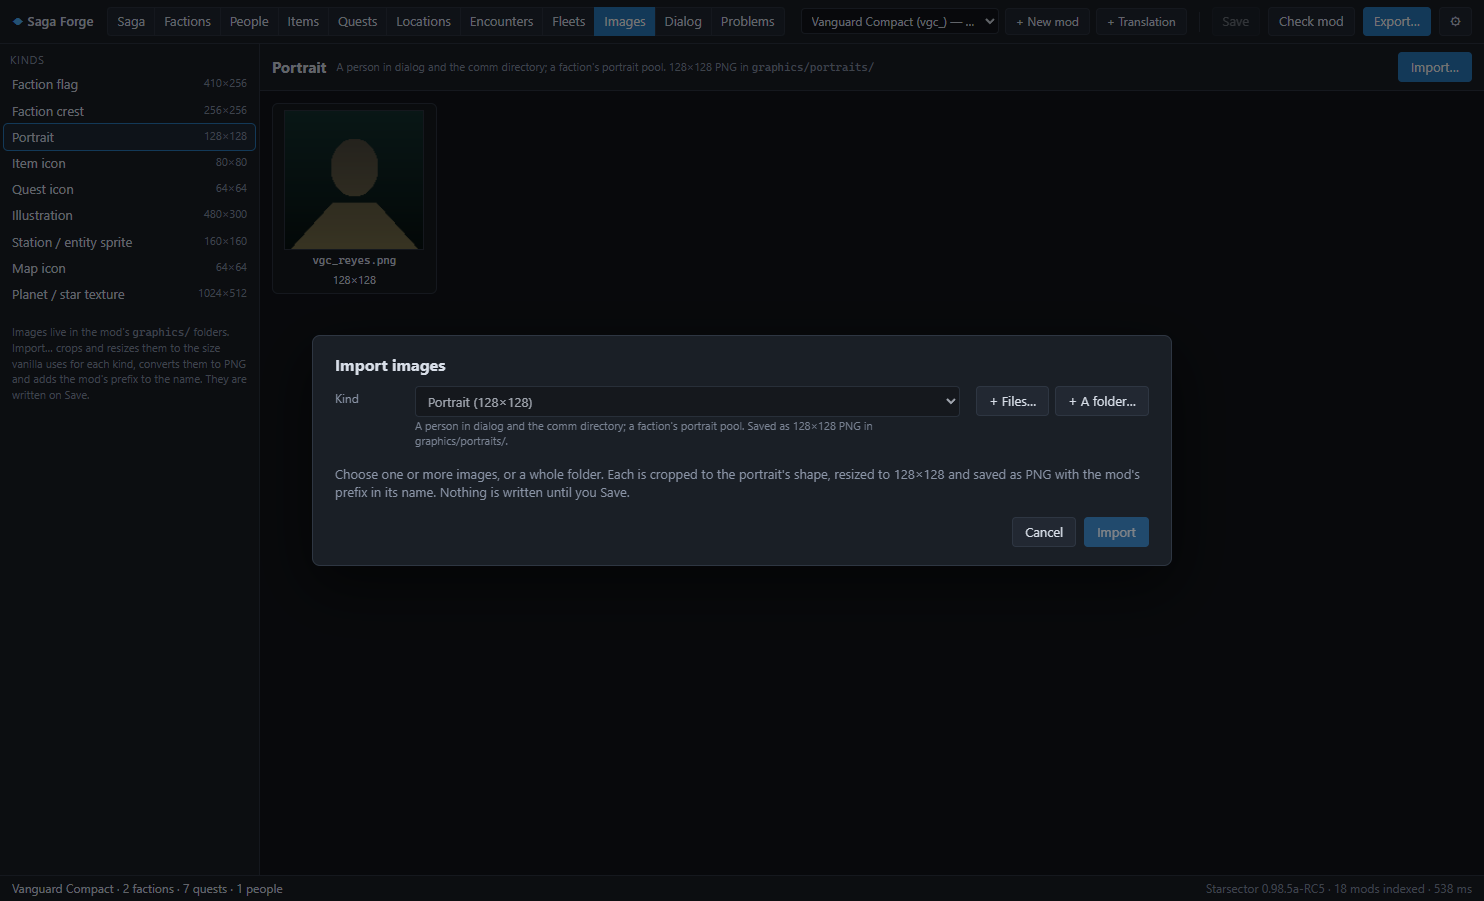 Saga Forge
Saga
Factions
People
Items
Quests
Locations
Encounters
Fleets
Images
Dialog
Problems
Vanguard Compact (vgc_) — ...
+ New mod
+ Translation
Save
Check mod
Export...
KINDS
Faction flag 410×256
Faction crest 256×256
Portrait 128×128
Item icon 80×80
Quest icon 64×64
Illustration 480×300
Station / entity sprite 160×160
Map icon 64×64
Planet / star texture 1024×512
Images live in the mod's graphics/ folders.
Import... crops and resizes them to the size
vanilla uses for each kind, converts them to PNG
and adds the mod's prefix to the name. They are
written on Save.
Portrait A person in dialog and the comm directory; a faction's portrait pool. 128×128 PNG in graphics/portraits/
Import...
vgc_reyes.png
128×128
Import images
Kind
Portrait (128×128)
+ Files...
+ A folder...
A person in dialog and the comm directory; a faction's portrait pool. Saved as 128×128 PNG in
graphics/portraits/.
Choose one or more images, or a whole folder. Each is cropped to the portrait's shape, resized to 128×128 and saved as PNG with the mod's
prefix in its name. Nothing is written until you Save.
Cancel
Import
Vanguard Compact · 2 factions · 7 quests · 1 people
Starsector 0.98.5a-RC5 · 18 mods indexed · 538 ms